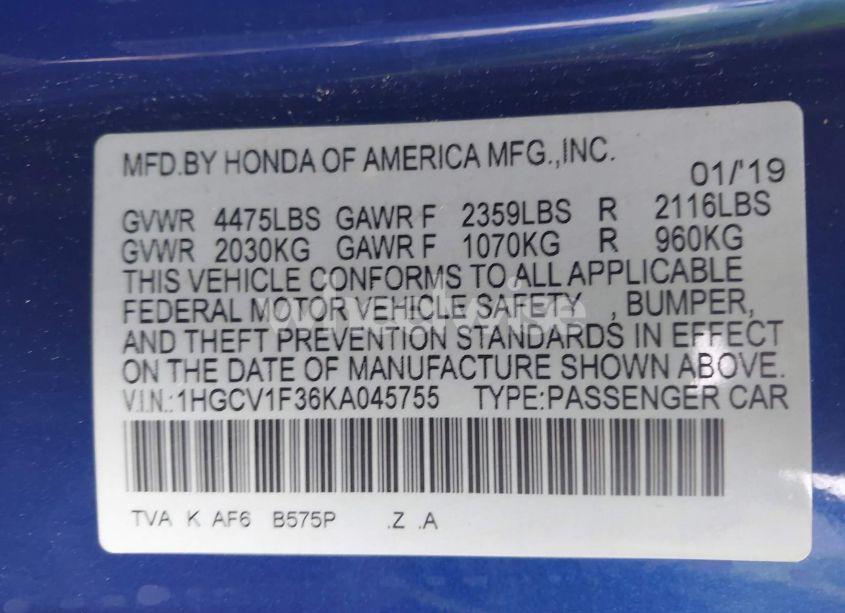 MFD.BY HONDA OF AMERICA MFG.,INC. 01/'19
GVWR 4475LBS GAWR F 2359LBS R 2116LBS
GVWR 2030KG GAWR F 1070KG R 960KG
THIS VEHICLE CONFORMS TO ALL APPLICABLE
FEDERAL MOTOR VEHICLE SAFETY , BUMPER,
AND THEFT PREVENTION STANDARDS IN EFFECT
ON THE DATE OF MANUFACTURE SHOWN ABOVE.
V.I.N.:1HGCV1F36KA045755 TYPE:PASSENGER CAR
TVA K AF6 B575P .Z .A